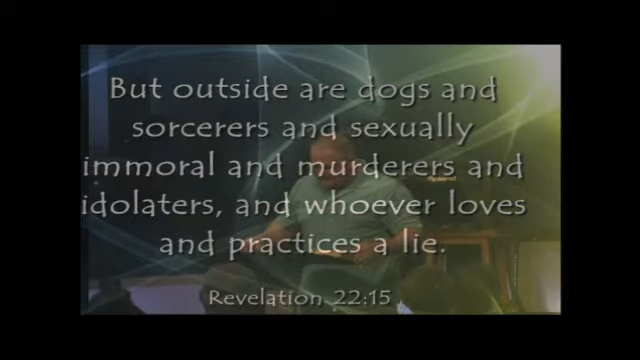 But outside are dogs and
sorcerers and sexually
immoral and murderers and
idolaters, and whoever loves
and practices a lie.
Revelation 22:15
Roland